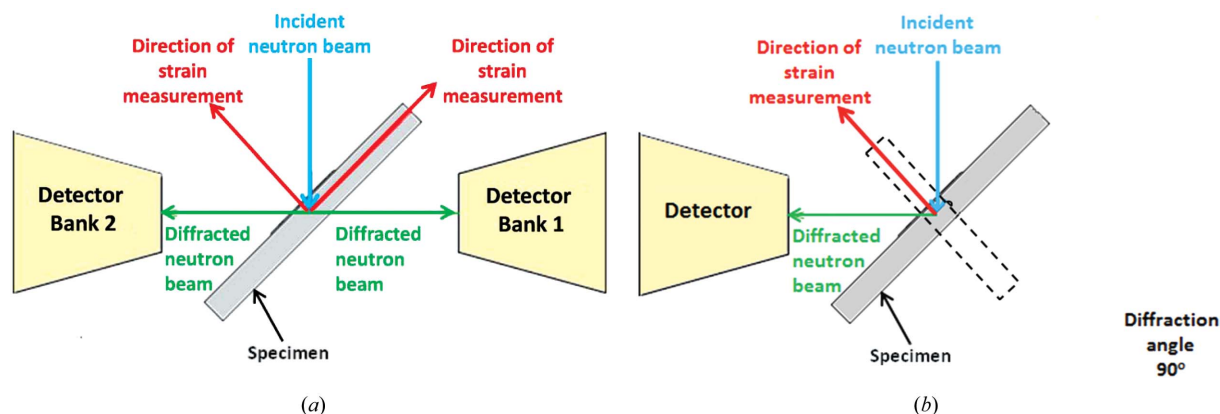 Incident
neutron beam
Direction of
strain
measurement
Direction of
strain
measurement
Detector
Bank 2
Detector
Bank 1
Diffracted
neutron
beam
Diffracted
neutron
beam
Specimen
(a)
Incident
neutron beam
Direction of
strain
measurement
Detector
Diffracted
neutron
beam
Specimen
Diffraction
angle
90°
(b)